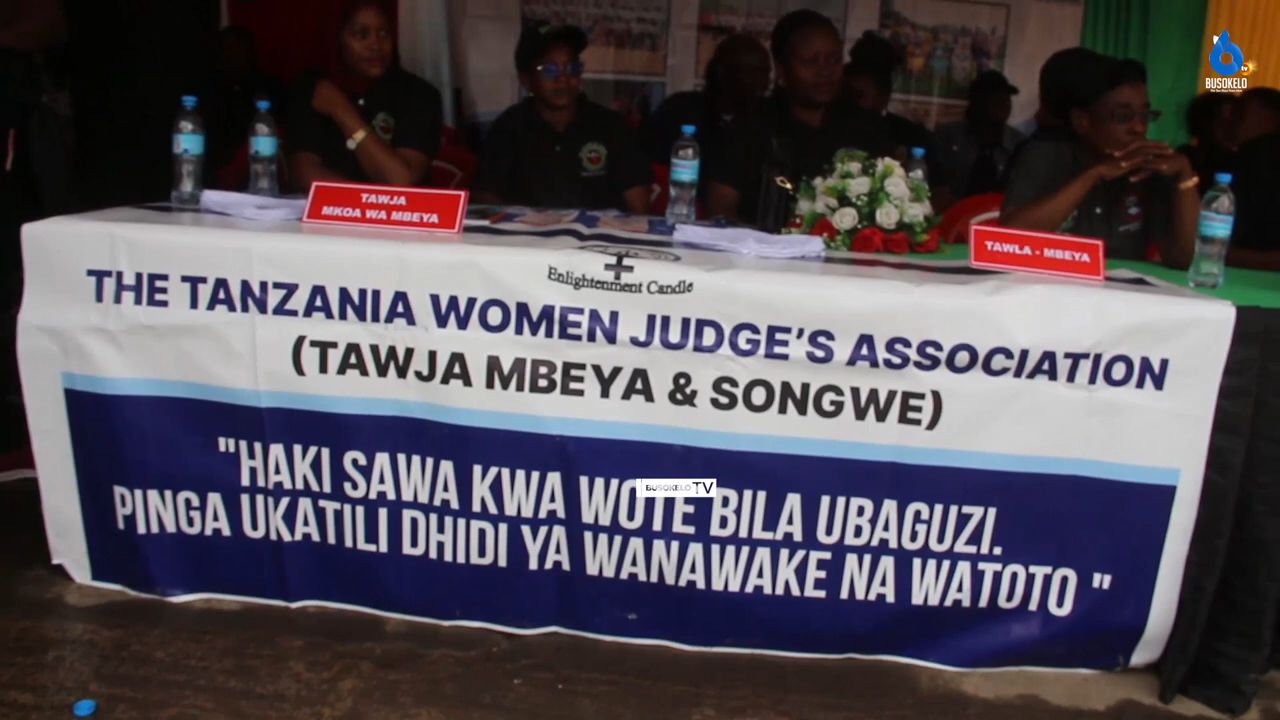 BUSOKELO
TAWJA
MKOA WA MBEYA
TAWLA - MBEYA
Enlightenment Candle
THE TANZANIA WOMEN JUDGE'S ASSOCIATION
(TAWJA MBEYA & SONGWE)
"HAKI SAWA KWA WOTE BILA UBAGUZI.
PINGA UKATILI DHIDI YA WANAWAKE NA WATOTO "
BUSOKELO TV